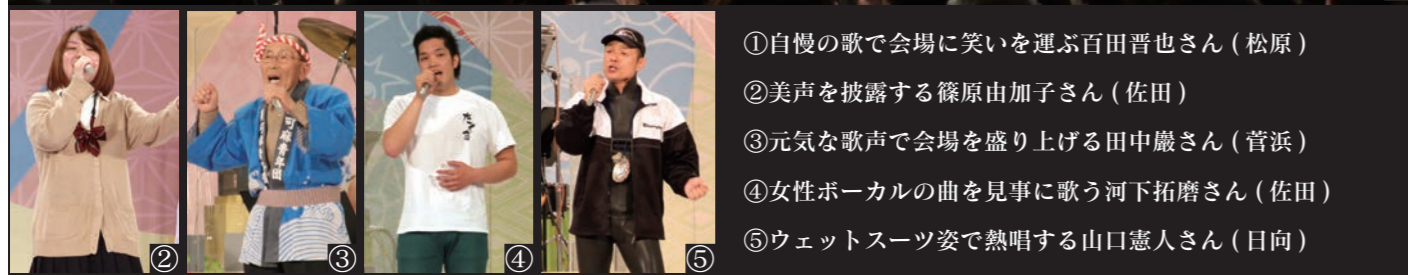 ①自慢の歌で会場に笑いを運ぶ百田晋也さん ( 松原 )
②美声を披露する篠原由加子さん ( 佐田 )
③元気な歌声で会場を盛り上げる田中巖さん ( 菅浜 )
④女性ボーカルの曲を見事に歌う河下拓磨さん ( 佐田 )
⑤ウェットスーツ姿で熱唱する山口憲人さん ( 日向 )
②
③
④
⑤